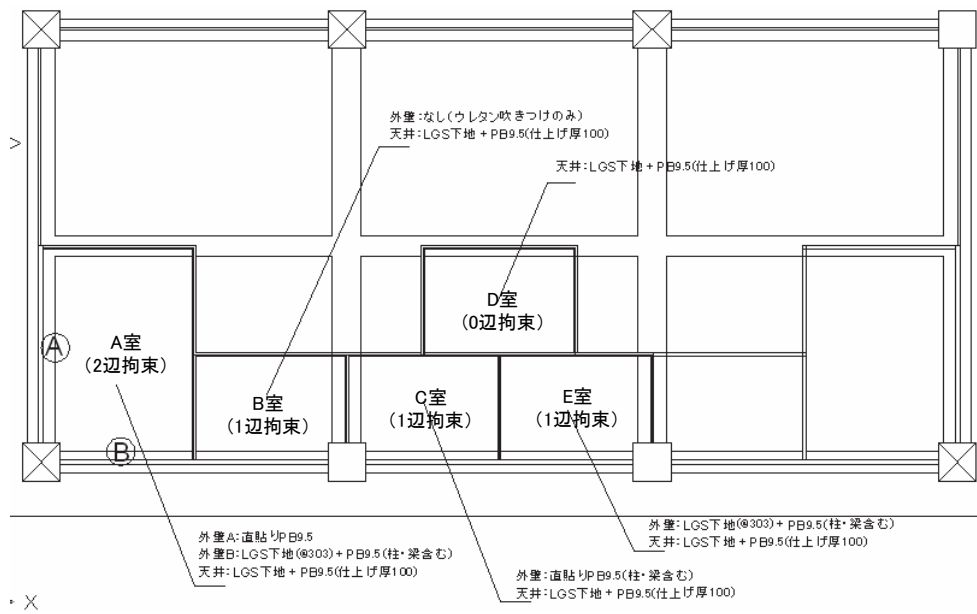 外壁：なし（ウレタン吹きつけのみ）
天井：LGS下地 + PB9.5(仕上げ厚100)
天井：LGS下地 + PB9.5(仕上げ厚100)
D室
（0辺拘束）
A
A室
（2辺拘束）
B室
（1辺拘束）
C室
（1辺拘束）
E室
（1辺拘束）
B
外壁A：直貼りPB9.5
外壁B：LGS下地(@303) + PB9.5(柱・梁含む)
天井：LGS下地 + PB9.5(仕上げ厚100)
外壁：直貼りPB9.5(柱・梁含む)
天井：LGS下地 + PB9.5(仕上げ厚100)
外壁：LGS下地(@303) + PB9.5(柱・梁含む)
天井：LGS下地 + PB9.5(仕上げ厚100)
X